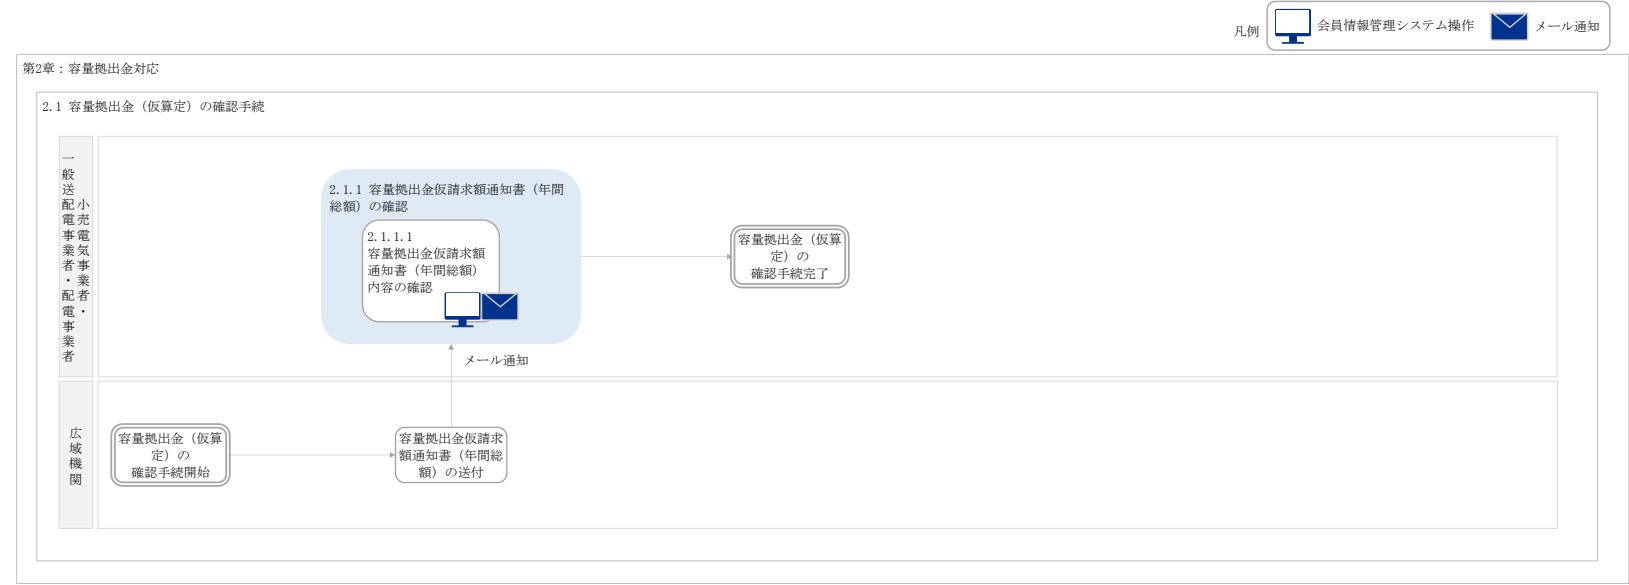 凡例
会員情報管理システム操作
メール通知
第2章：容量拠出金対応
2.1 容量拠出金（仮算定）の確認手続
小売電気事業者・
一般送配電事業者・配電事業者
2.1.1 容量拠出金仮請求額通知書（年間
総額）の確認
2.1.1.1
容量拠出金仮請求額
通知書（年間総額）
内容の確認
容量拠出金（仮算
定）の
確認手続完了
メール通知
広域機関
容量拠出金（仮算
定）の
確認手続開始
容量拠出金仮請求
額通知書（年間総
額）の送付